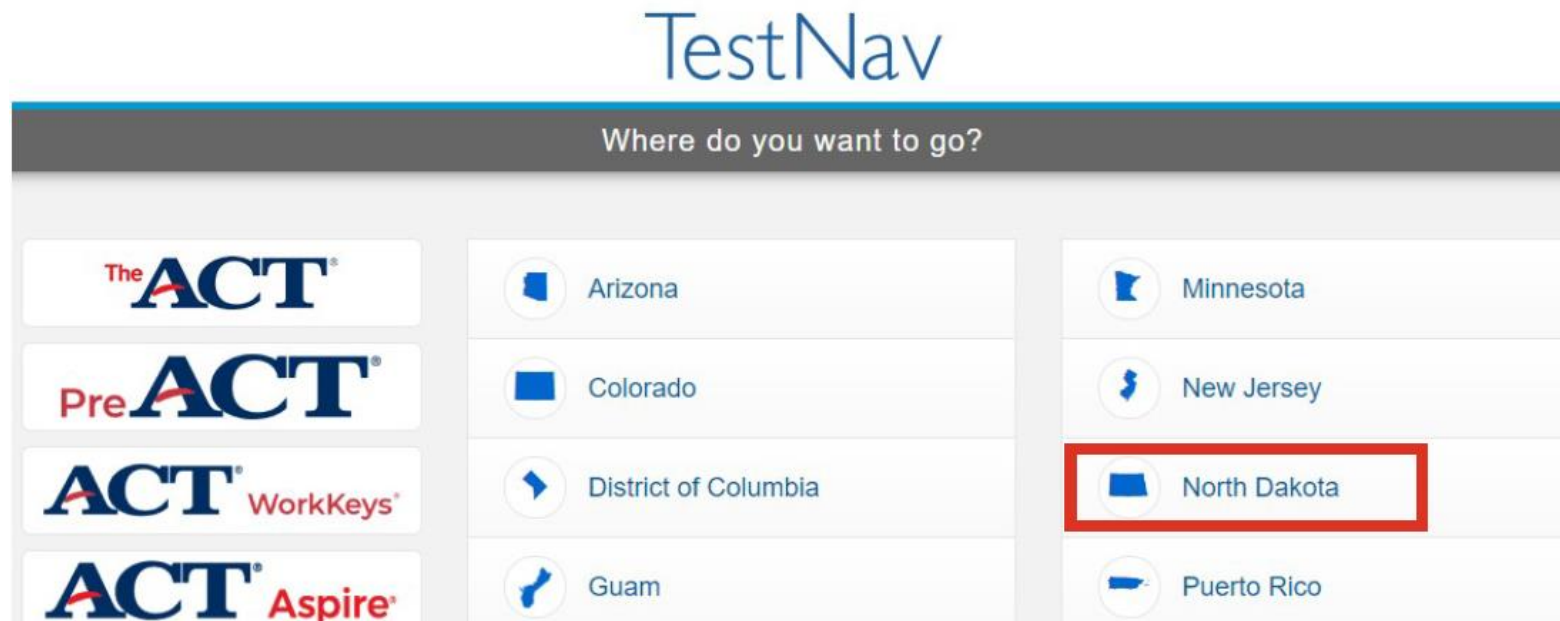 TestNav
Where do you want to go?
The ACT®
PreACT®
ACT® WorkKeys®
ACT® Aspire®
Arizona
Colorado
District of Columbia
Guam
Minnesota
New Jersey
North Dakota
Puerto Rico